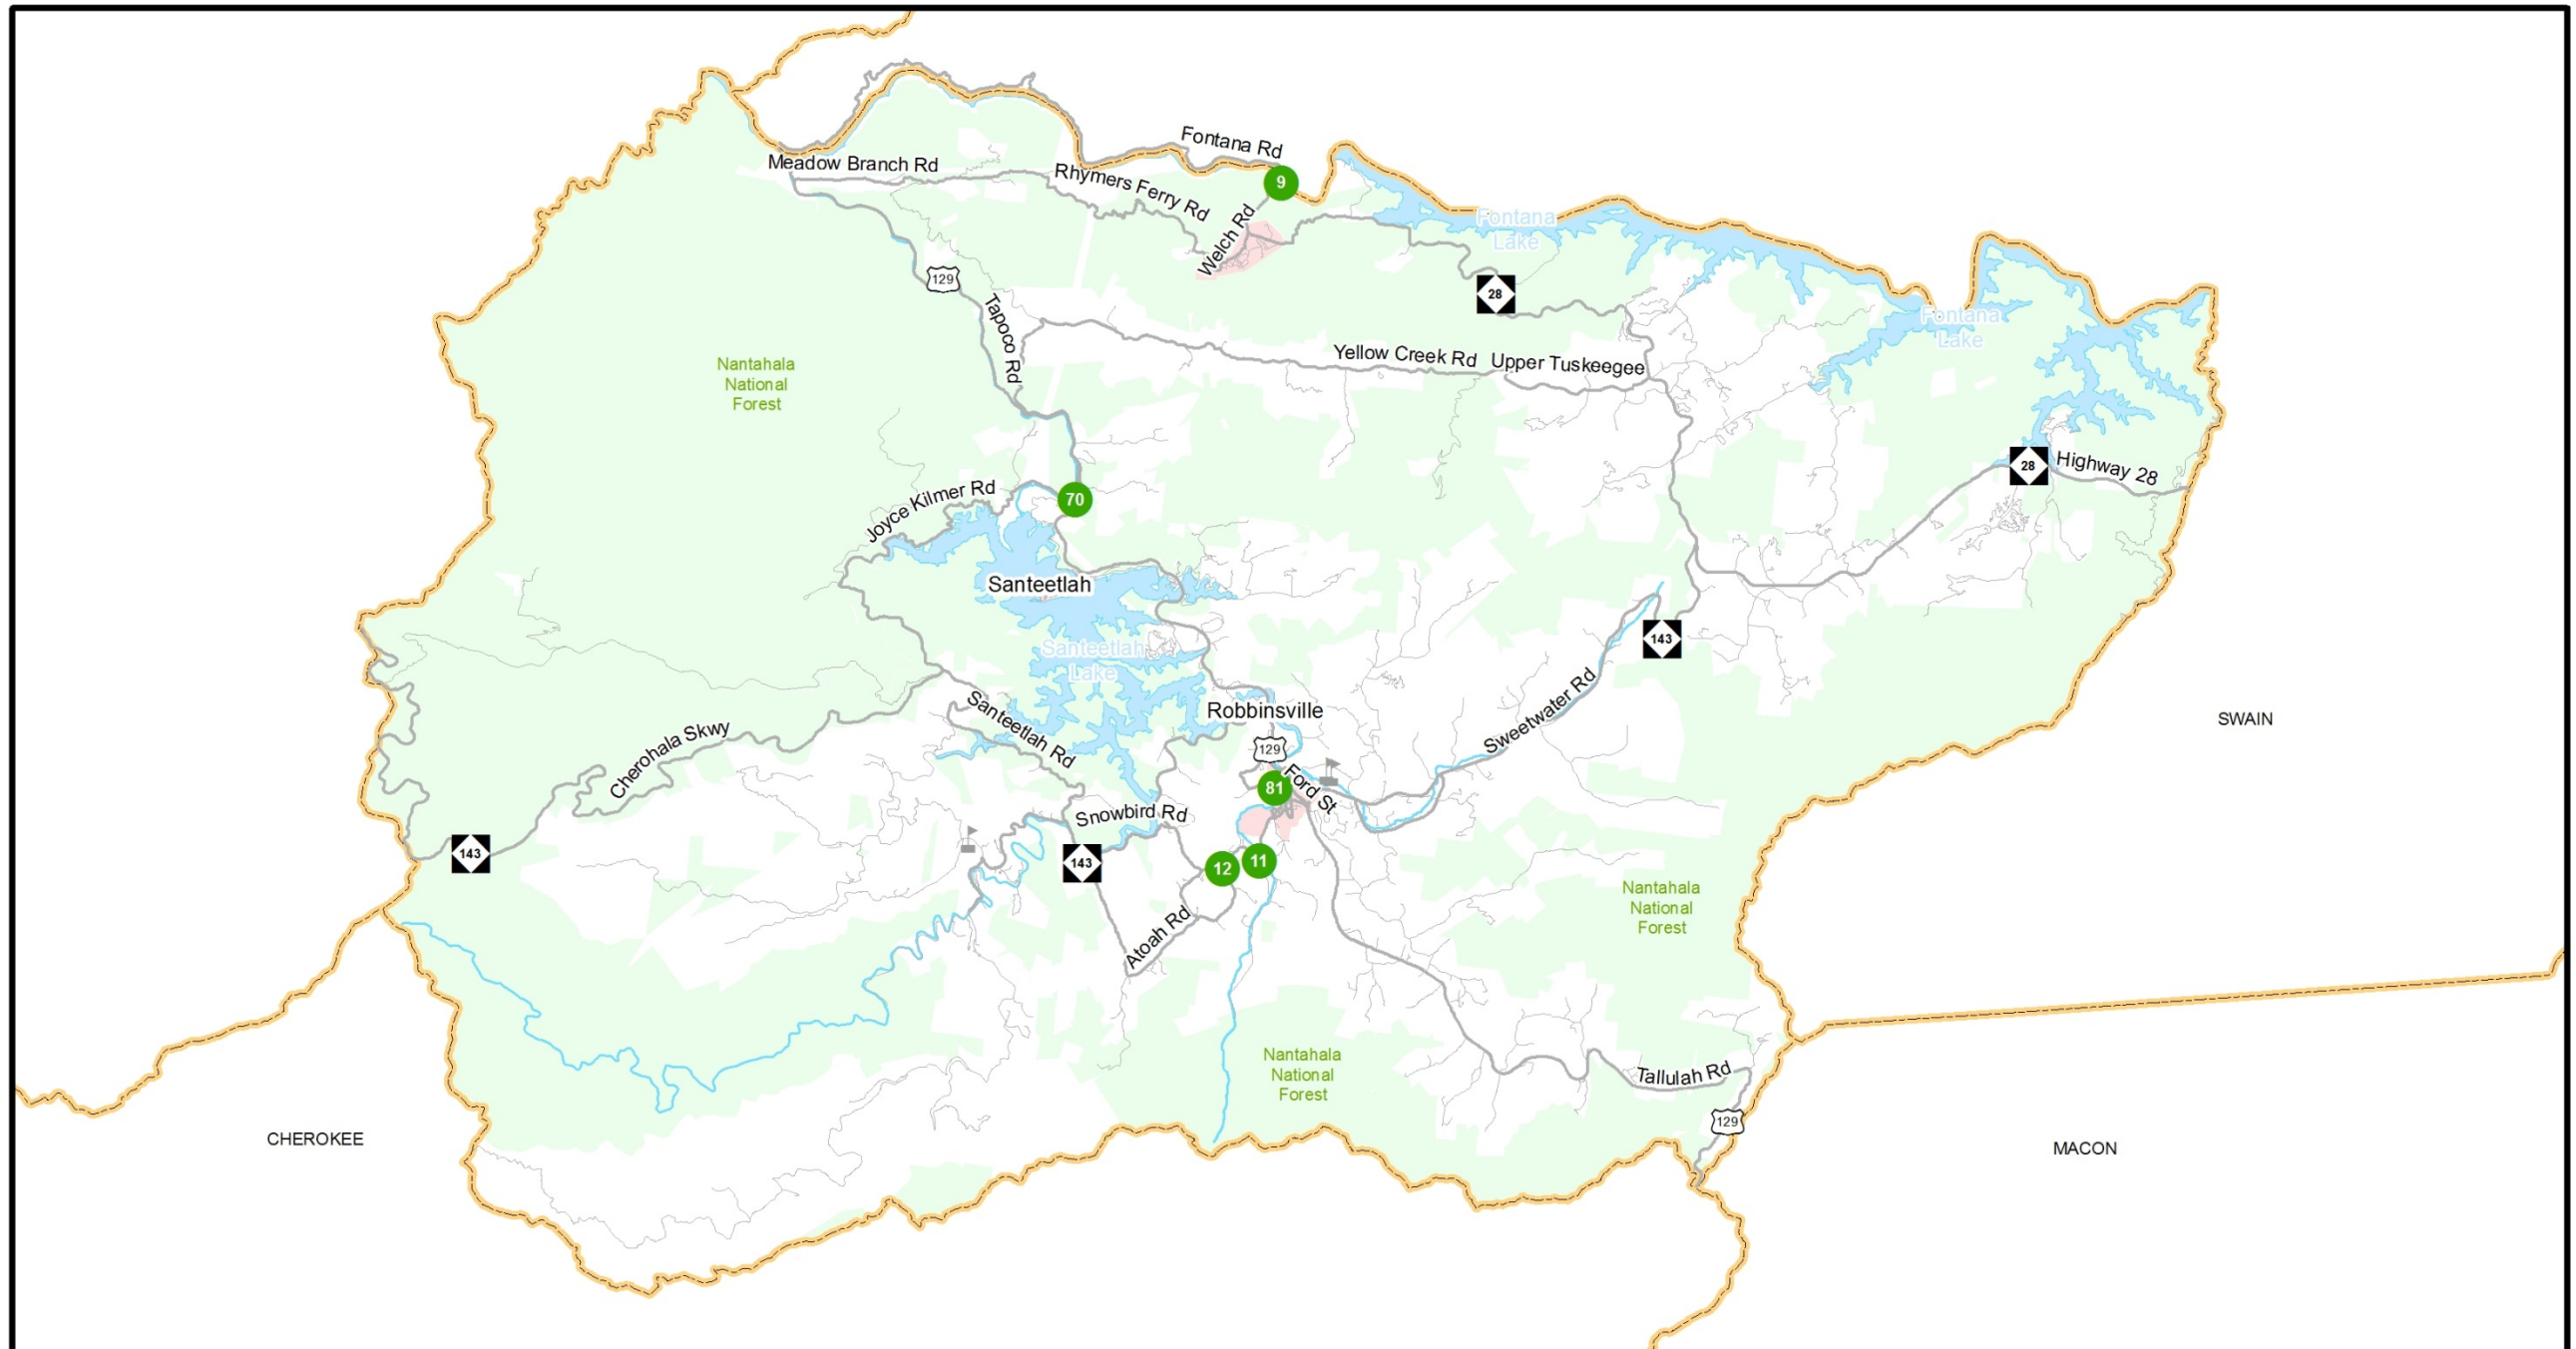 Fontana Rd
Meadow Branch Rd
Rhymers Ferry Rd
9
Welch Rd
Fontana
Lake
129
28
Tapoco Rd
Fontana
Lake
Yellow Creek Rd
Upper Tuskeegee
Nantahala
National
Forest
28
Highway 28
Joyce Kilmer Rd
70
Santeetlah
143
Santeetlah
Lake
Sweetwater Rd
Robbinsville
SWAIN
Santeetlah Rd
129
Cherohala Skwy
81
Ford St
Snowbird Rd
143
143
12
11
Nantahala
National
Forest
Atoah Rd
Nantahala
National
Forest
Tallulah Rd
129
CHEROKEE
MACON